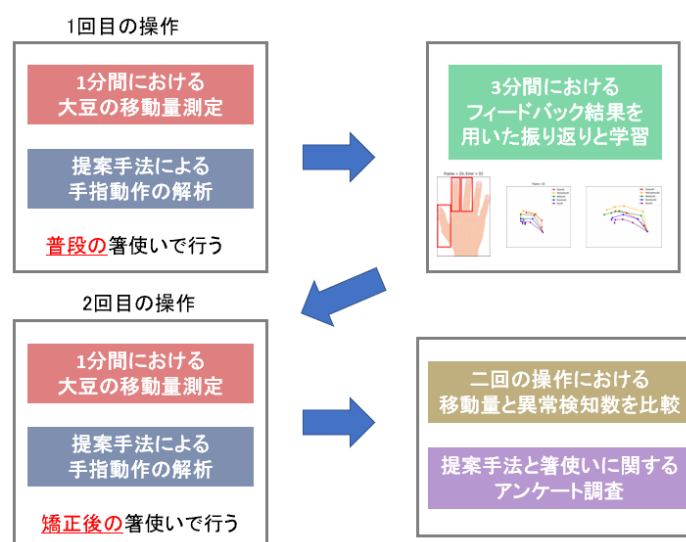 1回目の操作
1分間における
大豆の移動量測定
提案手法による
手指動作の解析
普段の箸使いで行う
3分間における
フィードバック結果を
用いた振り返りと学習
2回目の操作
1分間における
大豆の移動量測定
提案手法による
手指動作の解析
矯正後の箸使いで行う
二回の操作における
移動量と異常検知数を比較
提案手法と箸使いに関する
アンケート調査